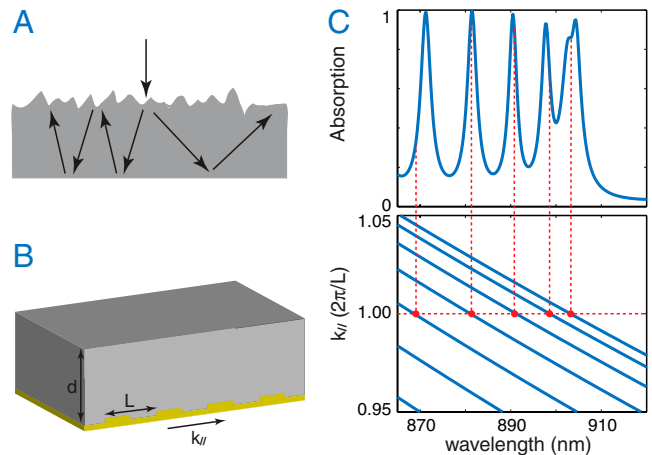 A
B
d
L
k//
C
Absorption
1
0
k// (2π/L)
1.05
1.00
0.95
870
890
910
wavelength (nm)